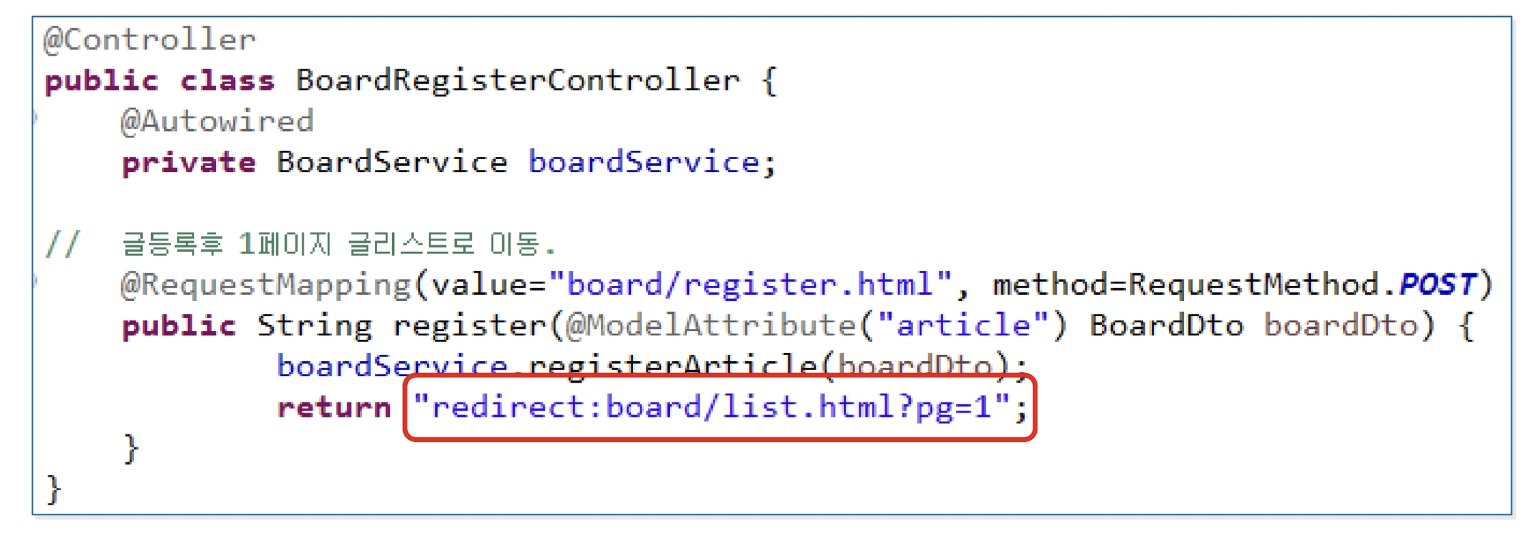 @Controller
public class BoardRegisterController {
@Autowired
private BoardService boardService;
// 글등록후 1페이지 글리스트로 이동.
@RequestMapping(value="board/register.html", method=RequestMethod.POST)
public String register(@ModelAttribute("article") BoardDto boardDto) {
boardService.registerArticle(boardDto);
return "redirect:board/list.html?pg=1";
}
}